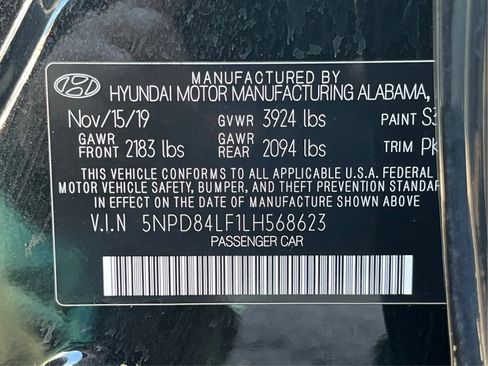 MANUFACTURED BY
HYUNDAI MOTOR MANUFACTURING ALABAMA,
Nov/15/19 GVWR 3924 lbs PAINT
GAWR FRONT 2183 lbs GAWR REAR 2094 lbs TRIM
THIS VEHICLE CONFORMS TO ALL APPLICABLE U.S.A. FEDERAL
MOTOR VEHICLE SAFETY, BUMPER, AND THEFT PREVENTION STANDARD
IN EFFECT ON THE DATE OF MANUFACTURE SHOWN ABOVE
V.I.N 5NPD84LF1LH568623
PASSENGER CAR